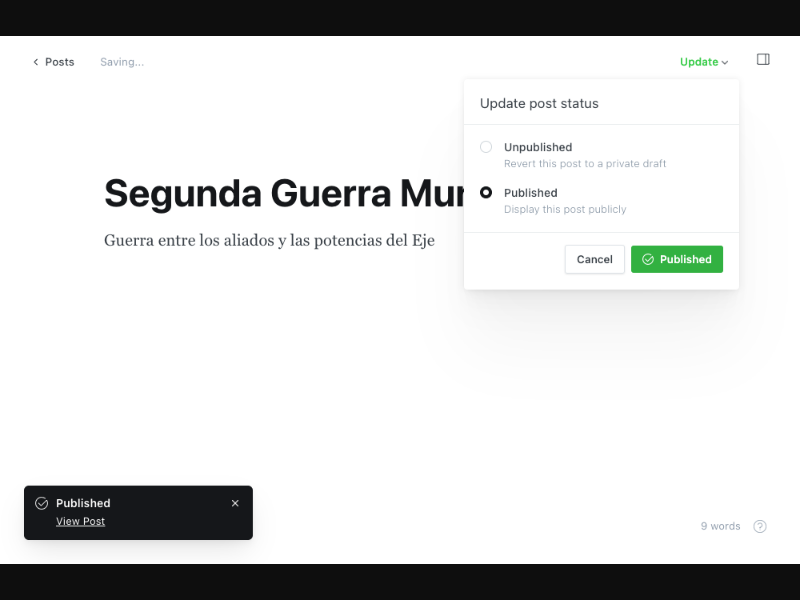 Posts
Saving...
Update
Update post status
Unpublished
Revert this post to a private draft
Published
Display this post publicly
Cancel
Published
Segunda Guerra
Guerra entre los aliados y las potencias del Eje
Published
View Post
9 words
?